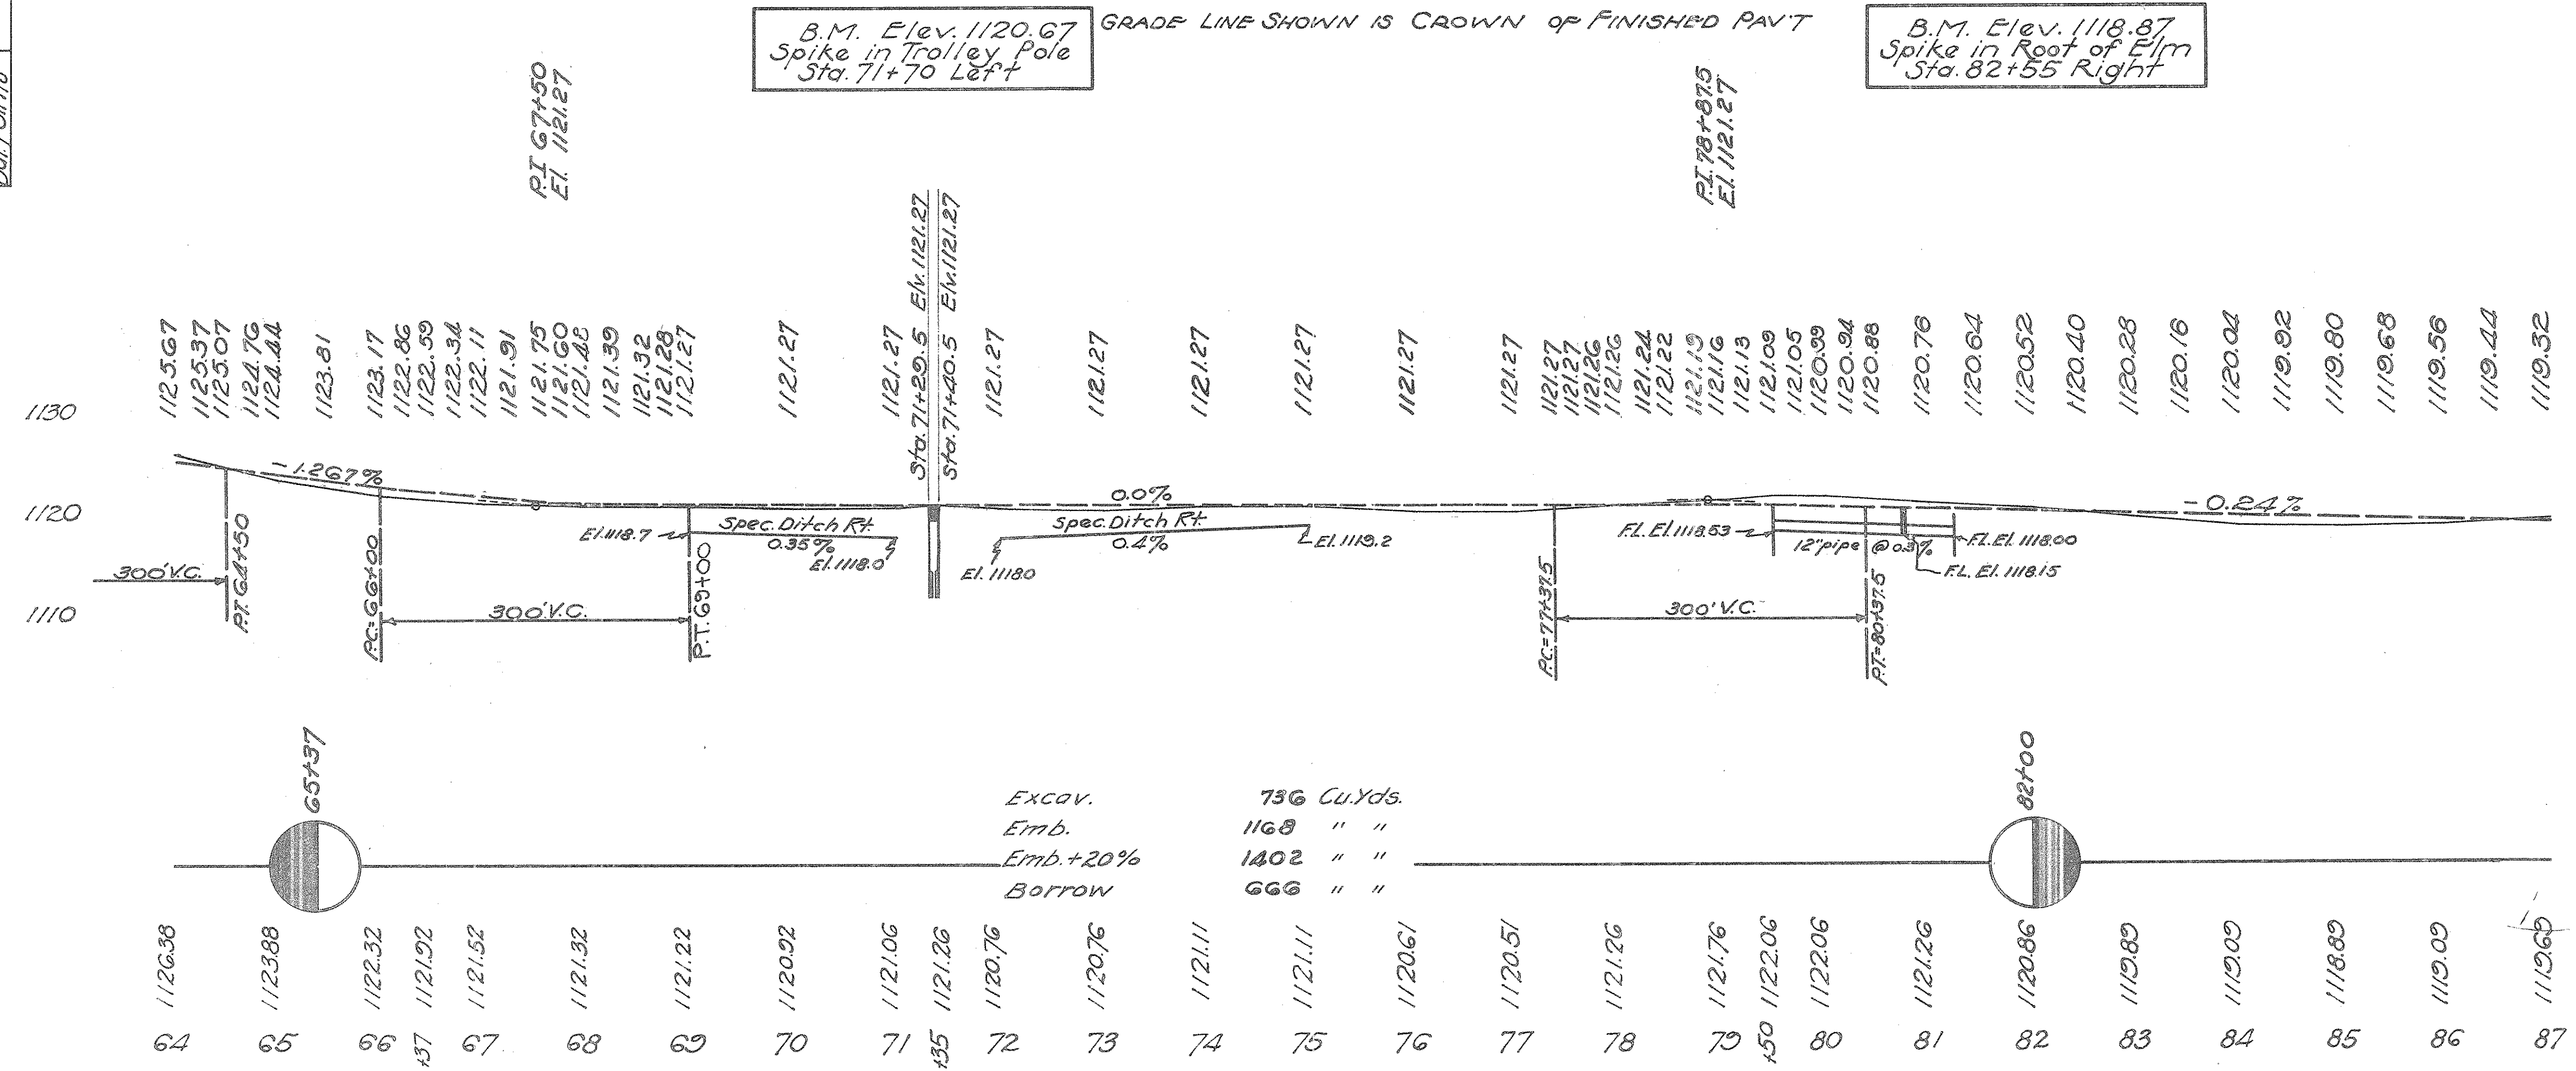 B.M. Elev. 1120.67
Spike in Trolley Pole
Sta. 71+70 Left
GRADE LINE SHOWN IS CROWN OF FINISHED PAV'T
B.M. Elev. 1118.87
Spike in Root of Elm
Sta. 82+55 Right
P.I 67+50
El. 1121.27
P.I. 78+87.5
El. 1121.27
Sta. 71+29.5 Elv. 1121.27
Sta. 71+40.5 Elv. 1121.27
1125.67
1125.37
1125.07
1124.76
1124.44
1123.81
1123.17
1122.86
1122.59
1122.34
1122.11
1121.91
1121.75
1121.60
1121.48
1121.39
1121.32
1121.28
1121.27
1121.27
1121.27
1121.27
1121.27
1121.27
1121.27
1121.27
1121.27
1121.27
1121.27
1121.26
1121.26
1121.24
1121.22
1121.19
1121.16
1121.13
1121.09
1121.05
1120.99
1120.94
1120.88
1120.76
1120.64
1120.52
1120.40
1120.28
1120.16
1120.04
1119.92
1119.80
1119.68
1119.56
1119.44
1119.32
1130
1120
1110
-1.267%
0.0%
-0.24%
El. 1118.7
Spec. Ditch Rt.
0.35%
El. 1118.0
Spec. Ditch Rt.
0.4%
El. 1118.0
El. 1119.2
F.L. El. 1118.53
12" pipe @ 0.3%
F.L. El. 1118.00
F.L. El. 1118.15
300' V.C.
P.T. 64+50
P.C.= 66+00
300' V.C.
P.T. 69+00
P.C.= 77+37.5
300' V.C.
P.T.= 80+37.5
65+37
82+00
Excav. 736 Cu.Yds.
Emb. 1168 " "
Emb.+20% 1402 " "
Borrow 666 " "
1126.38
1123.88
1122.32
1121.92
1121.52
1121.32
1121.22
1120.92
1121.06
1121.26
1120.76
1120.76
1121.11
1121.11
1120.61
1120.51
1121.26
1121.76
1122.06
1122.06
1121.26
1120.86
1119.89
1119.09
1118.89
1119.09
1119.69
64 65 66 +37 67 68 69 70 71 +35 72 73 74 75 76 77 78 79 +50 80 81 82 83 84 85 86 87